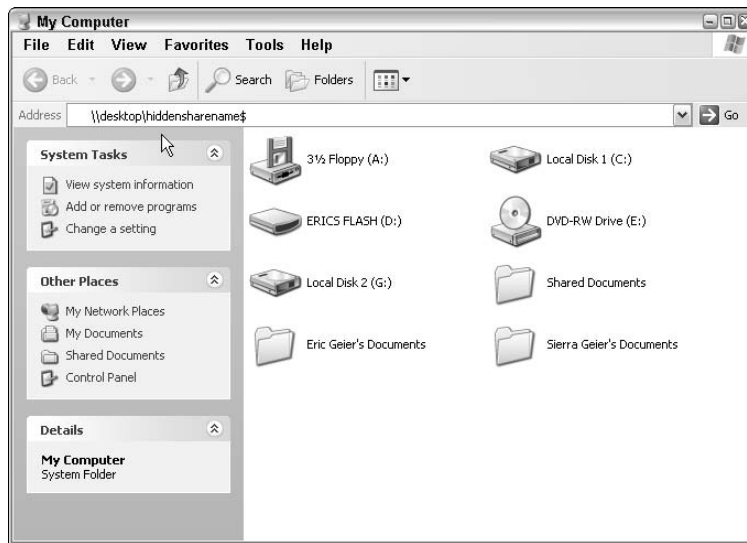 My Computer
File Edit View Favorites Tools Help
Back Search Folders
Address \\desktop\hiddensharename$ Go
System Tasks
View system information
Add or remove programs
Change a setting
Other Places
My Network Places
My Documents
Shared Documents
Control Panel
Details
My Computer
System Folder
3½ Floppy (A:)
Local Disk 1 (C:)
ERICS FLASH (D:)
DVD-RW Drive (E:)
Local Disk 2 (G:)
Shared Documents
Eric Geier's Documents
Sierra Geier's Documents